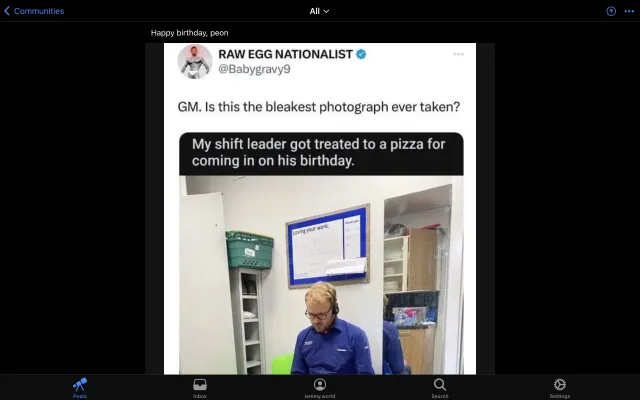 Communities
All
Happy birthday, peon
RAW EGG NATIONALIST
@Babygravy9
GM. Is this the bleakest photograph ever taken?
My shift leader got treated to a pizza for
coming in on his birthday.
Loving your work.
Posts
Inbox
lemmy.world
Search
Settings